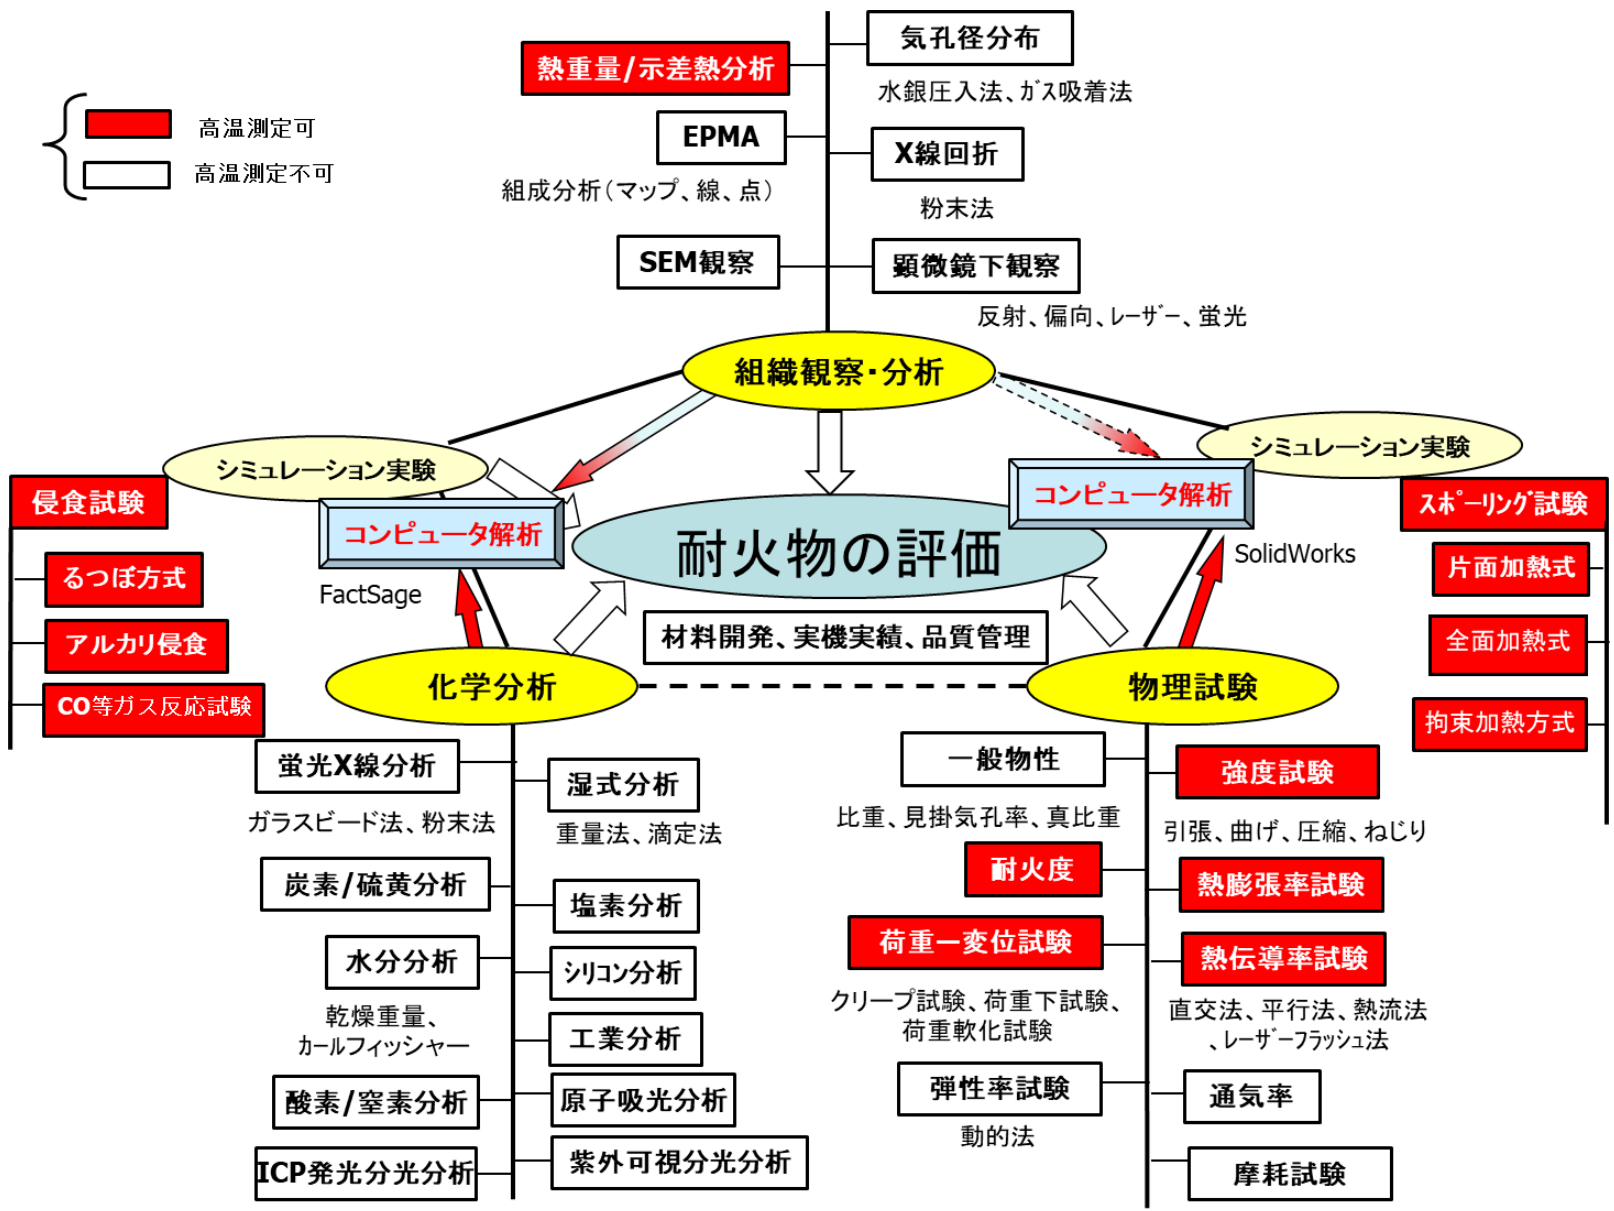 気孔径分布
熱重量/示差熱分析
水銀圧入法、ガス吸着法
高温測定可
高温測定不可
EPMA
X線回折
組成分析(マップ、線、点)
粉末法
SEM観察
顕微鏡下観察
反射、偏向、レーザー、蛍光
組織観察・分析
シミュレーション実験
シミュレーション実験
侵食試験
コンピュータ解析
コンピュータ解析
スポーリング試験
耐火物の評価
るつぼ方式
FactSage
SolidWorks
片面加熱式
アルカリ侵食
材料開発、実機実績、品質管理
全面加熱式
CO等ガス反応試験
化学分析
物理試験
拘束加熱方式
蛍光X線分析
湿式分析
ガラスビード法、粉末法
重量法、滴定法
炭素/硫黄分析
塩素分析
水分分析
シリコン分析
乾燥重量、
カールフィッシャー
工業分析
酸素/窒素分析
原子吸光分析
ICP発光分光分析
紫外可視分光分析
一般物性
強度試験
比重、見掛気孔率、真比重
引張、曲げ、圧縮、ねじり
耐火度
熱膨張率試験
荷重ー変位試験
熱伝導率試験
クリープ試験、荷重下試験、
荷重軟化試験
直交法、平行法、熱流法
、レーザーフラッシュ法
弾性率試験
通気率
動的法
摩耗試験